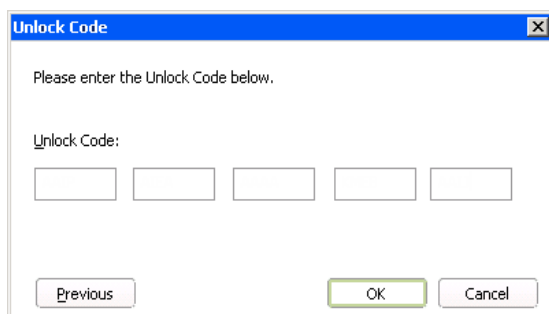 Unlock Code
Please enter the Unlock Code below.
Unlock Code:
Previous OK Cancel